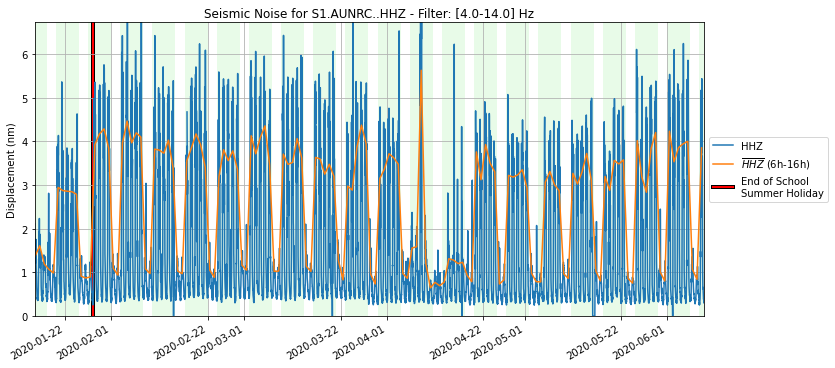 Seismic Noise for S1.AUNRC..HHZ - Filter: [4.0-14.0] Hz
Displacement (nm)
6
5
4
3
2
1
0
2020-01-22
2020-02-01
2020-02-22
2020-03-01
2020-03-22
2020-04-01
2020-04-22
2020-05-01
2020-05-22
2020-06-01
HHZ
HHZ (6h-16h)
End of School
Summer Holiday